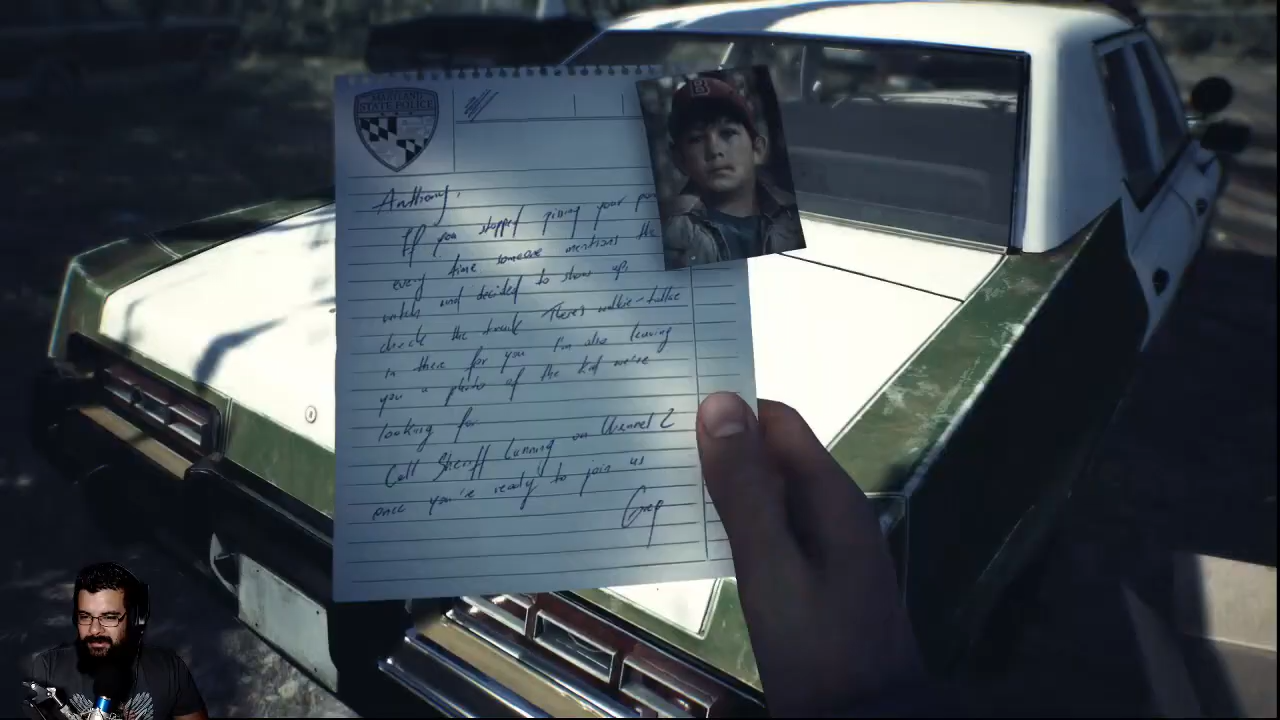 MARYLAND
STATE POLICE
B
Anthony,
If you stopped pissing your
every time someone mentions the
witch and decided to show up,
check the trunk There's walkie-talkie
in there for you I'm also leaving
you a photo of the kid we're
looking for
Call Sheriff Lanning on Channel 2
once you're ready to join us
Greg